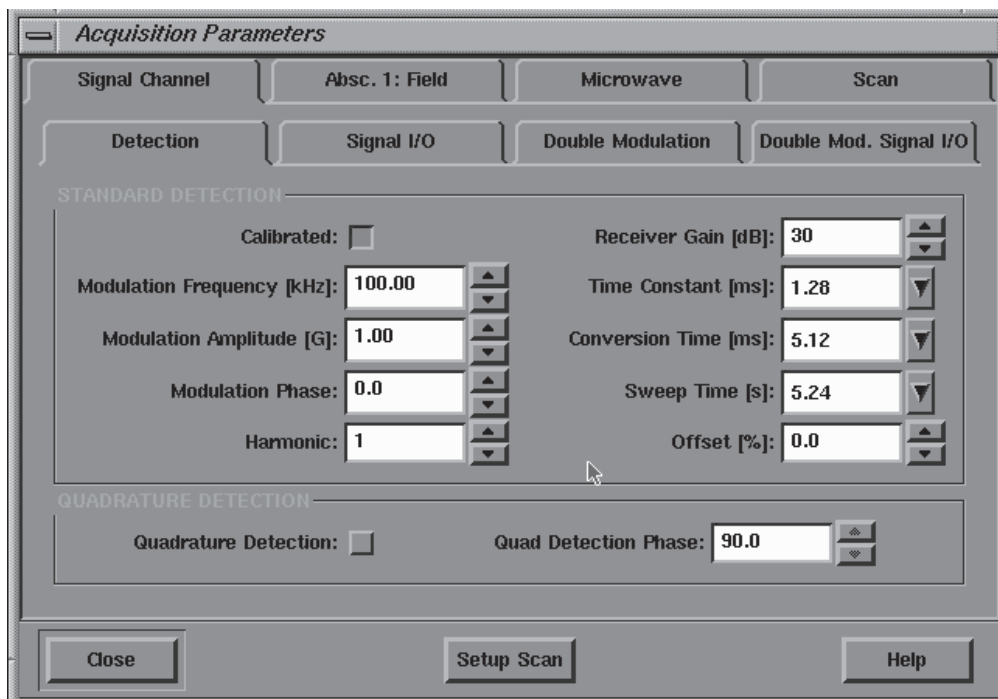 Acquisition Parameters
Signal Channel
Absc. 1: Field
Microwave
Scan
Detection
Signal I/O
Double Modulation
Double Mod. Signal I/O
STANDARD DETECTION
Calibrated:
Receiver Gain [dB]: 30
Modulation Frequency [kHz]: 100.00
Time Constant [ms]: 1.28
Modulation Amplitude [G]: 1.00
Conversion Time [ms]: 5.12
Modulation Phase: 0.0
Sweep Time [s]: 5.24
Harmonic: 1
Offset [%]: 0.0
QUADRATURE DETECTION
Quadrature Detection:
Quad Detection Phase: 90.0
Close
Setup Scan
Help